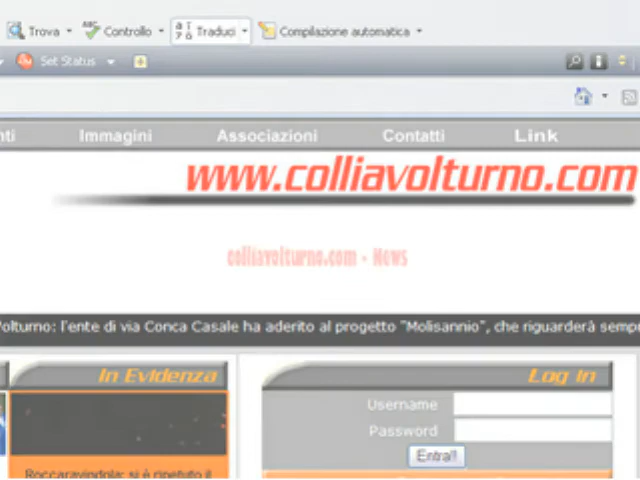 Trova Controllo Traduci Compilazione automatica
Set Status
nti Immagini Associazioni Contatti Link
www.colliavolturno.com
colliavolturno.com - News
Volturno: l'ente di via Conca Casale ha aderito al progetto "Molisannio", che riguarderà semp
In Evidenza Log in
Username
Password
Entra!!
Roccaravindola: si è ripetuto il